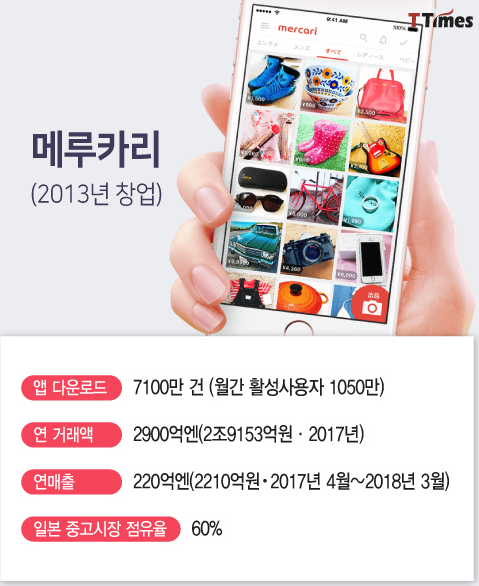 TTimes
9:41 AM
100%
mercari
エンタメ
メンズ
すべて
レディース
ベビー
메루카리
(2013년 창업)
¥900
¥4,360
出品
앱 다운로드
7100만 건 (월간 활성사용자 1050만)
연 거래액
2900억엔(2조9153억원 · 2017년)
연매출
220억엔(2210억원·2017년 4월~2018년 3월)
일본 중고시장 점유율
60%